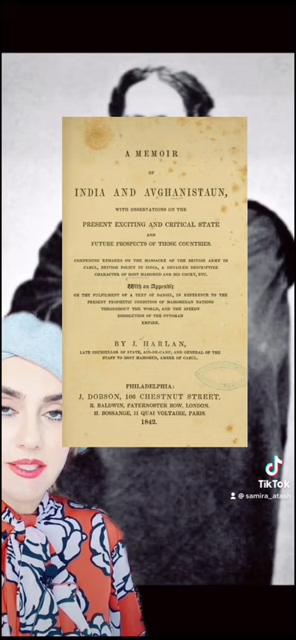 A MEMOIR
OF
INDIA AND AVGHANISTAUN,
WITH OBSERVATIONS ON THE
PRESENT EXCITING AND CRITICAL STATE
AND
FUTURE PROSPECTS OF THOSE COUNTRIES.
COMPRISING REMARKS ON THE MASSACRE OF THE BRITISH ARMY IN
CABUL, BRITISH POLICY IN INDIA, A DETAILED DESCRIPTIVE
CHARACTER OF DOST MAHOMED AND HIS COURT, ETC.
With an Appendix
ON THE FULFILMENT OF A TEXT OF DANIEL, IN REFERENCE TO THE
PRESENT PROPHETIC CONDITION OF MAHOMEDAN NATIONS
THROUGHOUT THE WORLD, AND THE SPEEDY
DISSOLUTION OF THE OTTOMAN
EMPIRE.
BY J. HARLAN,
LATE COUNSELLOR OF STATE, AID-DE-CAMP, AND GENERAL OF THE
STAFF TO DOST MAHOMED, AMEER OF CABUL.
PHILADELPHIA:
J. DOBSON, 106 CHESTNUT STREET,
R. BALDWIN, PATERNOSTER ROW, LONDON.
H. BOSSANGE, 11 QUAI VOLTAIRE, PARIS.
1842.
TikTok
@samira_atash